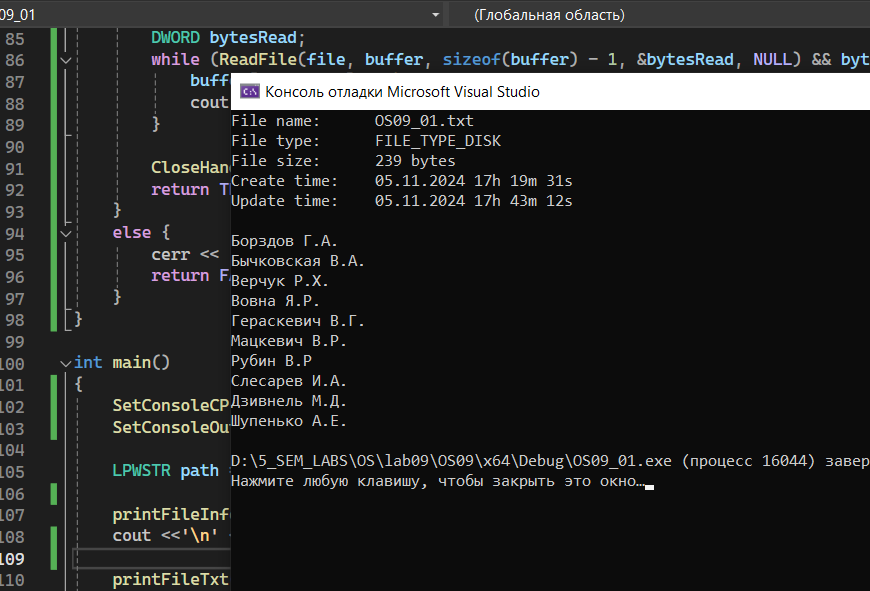 09_01 (Глобальная область)
85 DWORD bytesRead;
86 while (ReadFile(file, buffer, sizeof(buffer) - 1, &bytesRead, NULL) && byt
87 buff
88 cout
89 }
90
91 CloseHan
92 return T
93 }
94 else {
95 cerr <<
96 return F
97 }
98 }
99
100 int main()
101 {
102 SetConsoleCP
103 SetConsoleOu
104
105 LPWSTR path
106
107 printFileInf
108 cout <<'\n'
109
110 printFileTxt
Консоль отладки Microsoft Visual Studio
File name: OS09_01.txt
File type: FILE_TYPE_DISK
File size: 239 bytes
Create time: 05.11.2024 17h 19m 31s
Update time: 05.11.2024 17h 43m 12s
Борздов Г.А.
Бычковская В.А.
Верчук Р.Х.
Вовна Я.Р.
Гераскевич В.Г.
Мацкевич В.Р.
Рубин В.Р
Слесарев И.А.
Дзивнель М.Д.
Шупенько А.Е.
D:\5_SEM_LABS\OS\lab09\OS09\x64\Debug\OS09_01.exe (процесс 16044) завер
Нажмите любую клавишу, чтобы закрыть это окно…